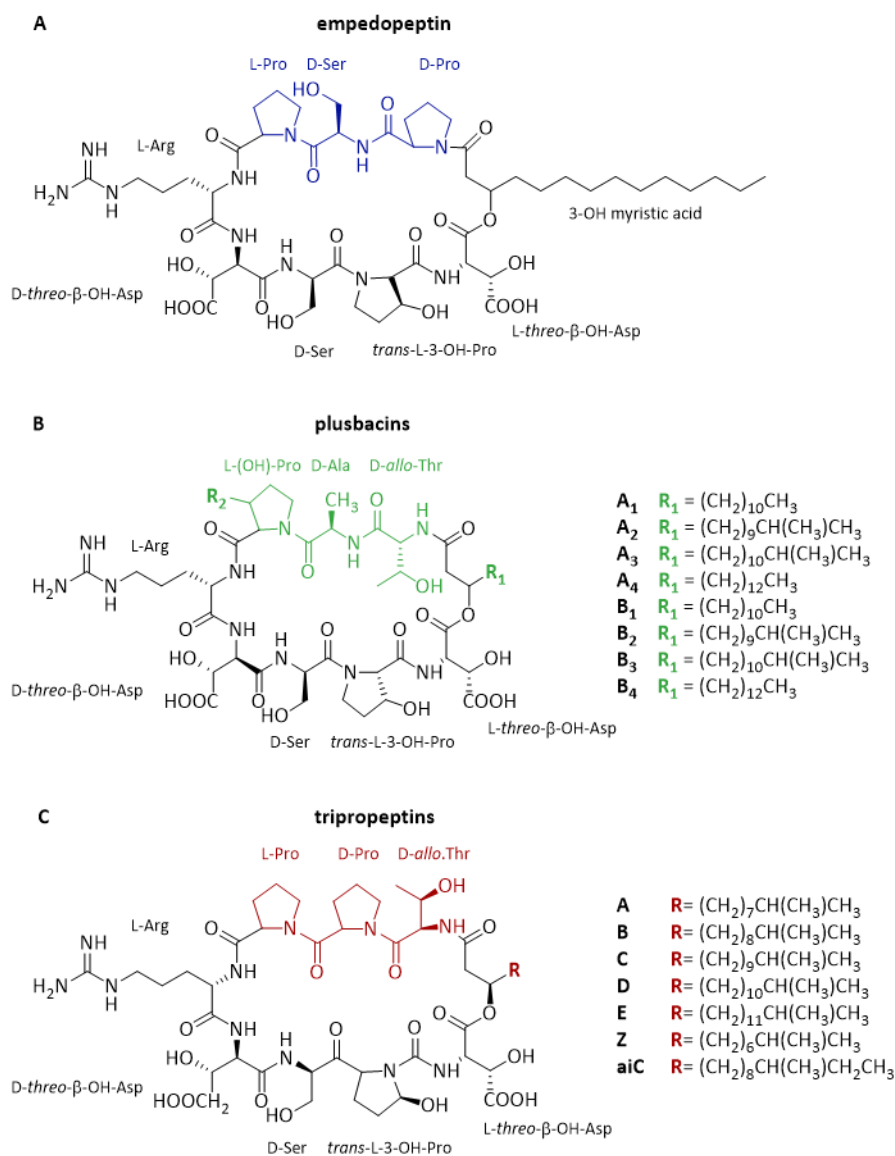 A
empedopeptin
L-Pro
D-Ser
D-Pro
HO
O
O
O
N
N
N
H
O
L-Arg
NH
H₂N
N
H
NH
O
O
3-OH myristic acid
O
NH
H
N
O
O
H
N
O
N
HO
OH
D-threo-β-OH-Asp
HOOC
O
HO
OH
COOH
L-threo-β-OH-Asp
D-Ser
trans-L-3-OH-Pro
B
plusbacins
L-(OH)-Pro
D-Ala
D-allo-Thr
R₂
CH₃
O
H
N
O
O
N
N
H
O
OH
R₁
L-Arg
NH
H₂N
N
H
NH
O
O
O
NH
H
N
O
O
H
N
O
N
HO
OH
D-threo-β-OH-Asp
HOOC
O
HO
OH
COOH
L-threo-β-OH-Asp
D-Ser
trans-L-3-OH-Pro
A₁ R₁ = (CH₂)₁₀CH₃
A₂ R₁ = (CH₂)₉CH(CH₃)CH₃
A₃ R₁ = (CH₂)₁₀CH(CH₃)CH₃
A₄ R₁ = (CH₂)₁₂CH₃
B₁ R₁ = (CH₂)₁₀CH₃
B₂ R₁ = (CH₂)₉CH(CH₃)CH₃
B₃ R₁ = (CH₂)₁₀CH(CH₃)CH₃
B₄ R₁ = (CH₂)₁₂CH₃
C
tripropeptins
L-Pro
D-Pro
D-allo.Thr
OH
O
N
N
NH
O
O
O
R
L-Arg
NH
H₂N
N
H
NH
O
O
O
NH
H
N
O
N
O
H
N
HO
OH
D-threo-β-OH-Asp
HOOCH₂
O
HO
OH
COOH
L-threo-β-OH-Asp
D-Ser
trans-L-3-OH-Pro
A R= (CH₂)₇CH(CH₃)CH₃
B R= (CH₂)₈CH(CH₃)CH₃
C R= (CH₂)₉CH(CH₃)CH₃
D R= (CH₂)₁₀CH(CH₃)CH₃
E R= (CH₂)₁₁CH(CH₃)CH₃
Z R= (CH₂)₆CH(CH₃)CH₃
aiC R= (CH₂)₈CH(CH₃)CH₂CH₃